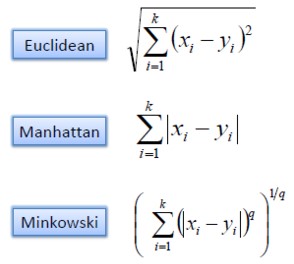 Euclidean √(∑_{i=1}^{k} (x_i − y_i)^2)
Manhattan ∑_{i=1}^{k} |x_i − y_i|
Minkowski (∑_{i=1}^{k} (|x_i − y_i|)^q)^{1/q}